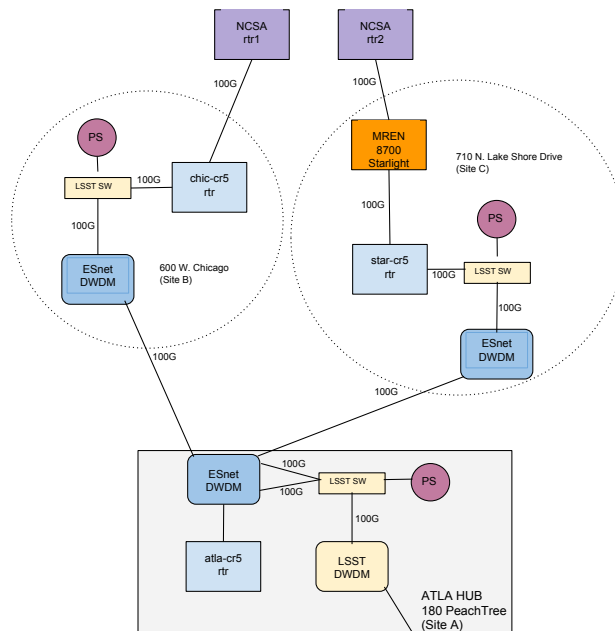 NCSA
rtr1
NCSA
rtr2
100G
100G
PS
MREN
8700
Starlight
710 N. Lake Shore Drive
(Site C)
LSST SW
100G
chic-cr5
rtr
100G
PS
100G
star-cr5
rtr
100G
LSST SW
ESnet
DWDM
600 W. Chicago
(Site B)
100G
ESnet
DWDM
100G
100G
ESnet
DWDM
100G
100G
LSST SW
PS
100G
atla-cr5
rtr
LSST
DWDM
ATLA HUB
180 PeachTree
(Site A)